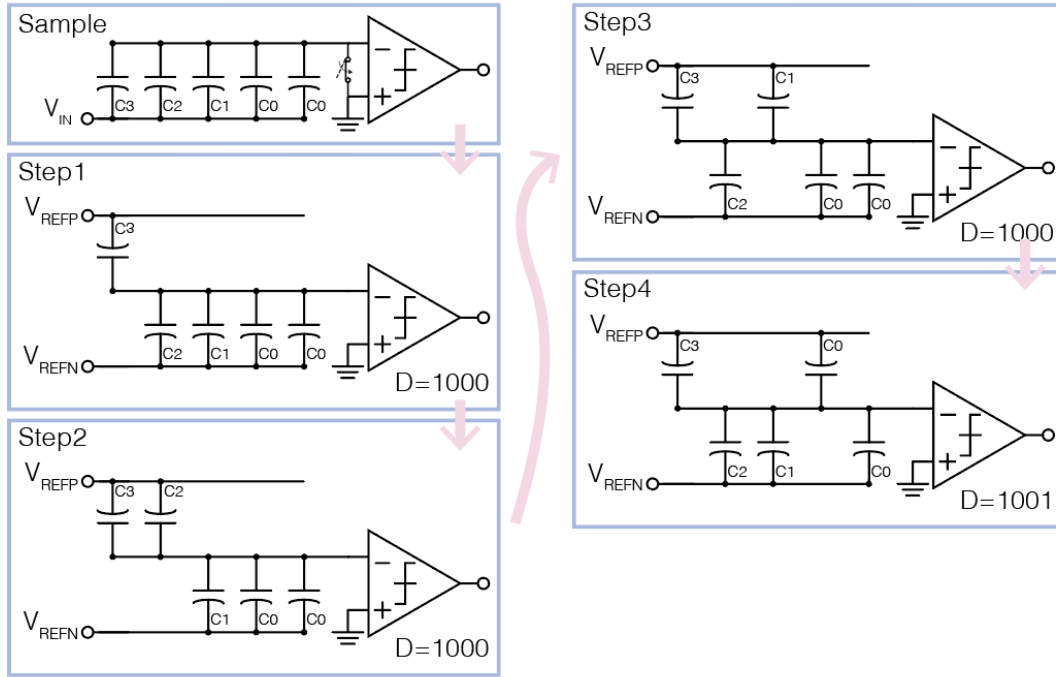 Sample
C3 C2 C1 C0 C0
V_IN
− +
Step1
V_REFP
C3
C2 C1 C0 C0
V_REFN
− +
D=1000
Step2
V_REFP
C3 C2
C1 C0 C0
V_REFN
− +
D=1000
Step3
V_REFP
C3 C1
C2 C0 C0
V_REFN
− +
D=1000
Step4
V_REFP
C3 C0
C2 C1 C0
V_REFN
− +
D=1001